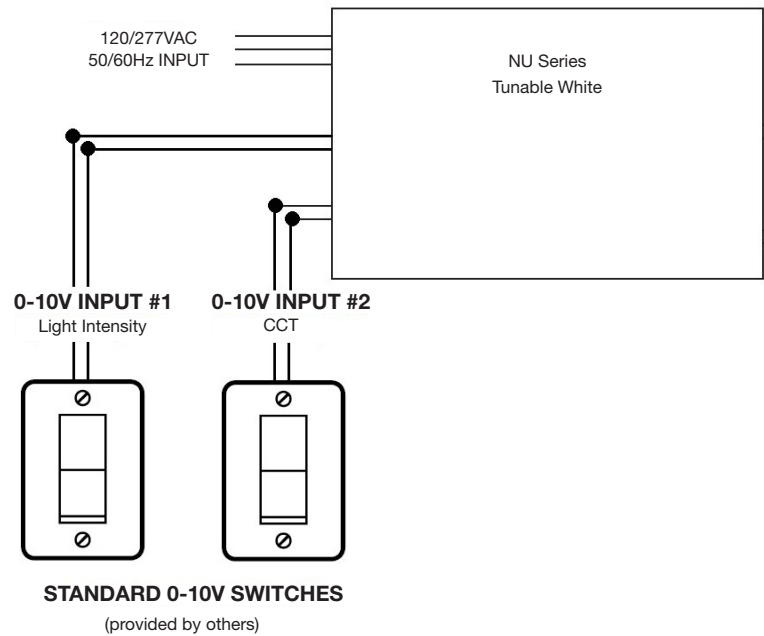 120/277VAC
50/60Hz INPUT
NU Series
Tunable White
0-10V INPUT #1
Light Intensity
0-10V INPUT #2
CCT
STANDARD 0-10V SWITCHES
(provided by others)